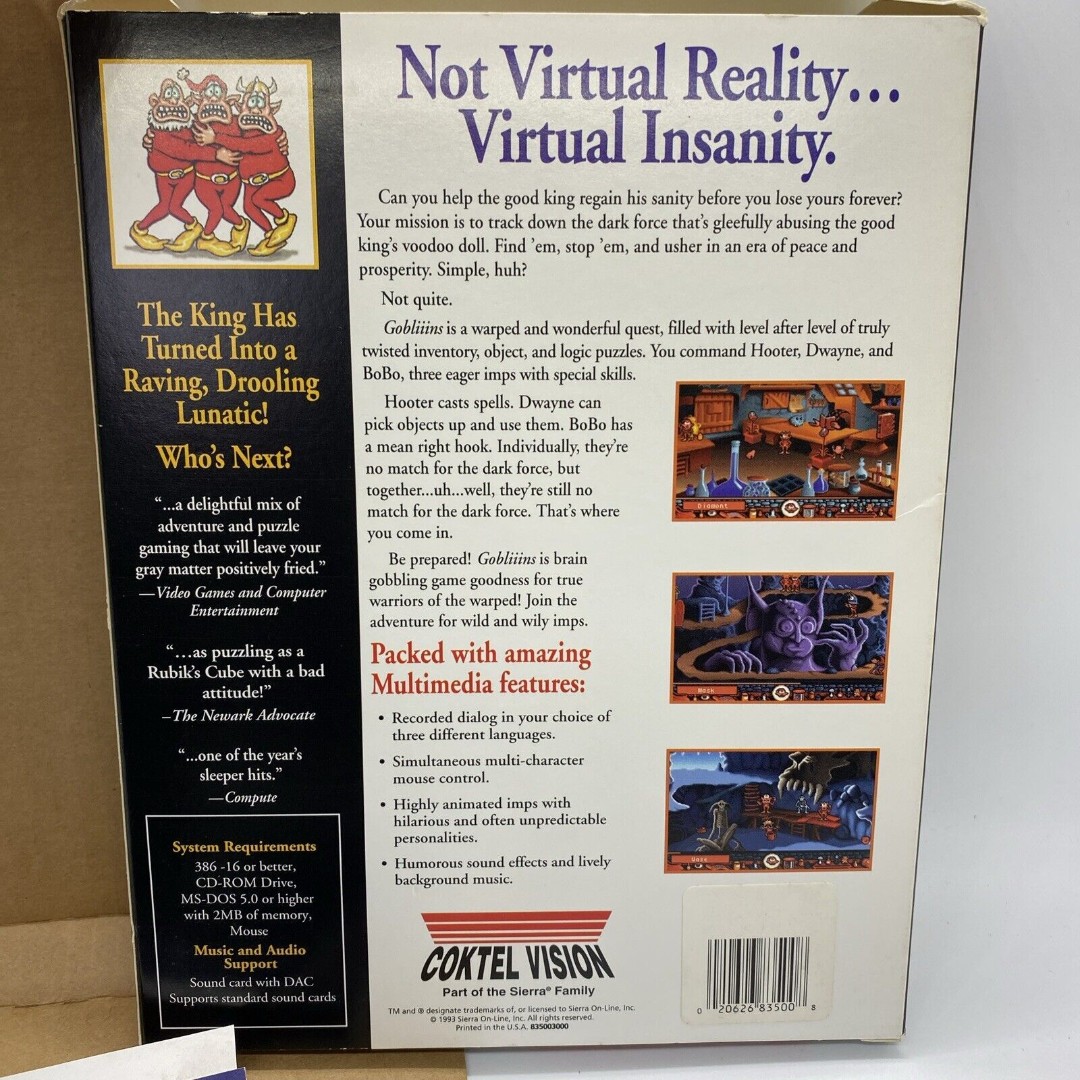 Not Virtual Reality...
Virtual Insanity.
Can you help the good king regain his sanity before you lose yours forever?
Your mission is to track down the dark force that's gleefully abusing the good
king's voodoo doll. Find 'em, stop 'em, and usher in an era of peace and
prosperity. Simple, huh?
Not quite.
Gobliiins is a warped and wonderful quest, filled with level after level of truly
twisted inventory, object, and logic puzzles. You command Hooter, Dwayne, and
BoBo, three eager imps with special skills.
Hooter casts spells. Dwayne can
pick objects up and use them. BoBo has
a mean right hook. Individually, they're
no match for the dark force, but
together...uh...well, they're still no
match for the dark force. That's where
you come in.
Be prepared! Gobliiins is brain
gobbling game goodness for true
warriors of the warped! Join the
adventure for wild and wily imps.
Packed with amazing
Multimedia features:
• Recorded dialog in your choice of
three different languages.
• Simultaneous multi-character
mouse control.
• Highly animated imps with
hilarious and often unpredictable
personalities.
• Humorous sound effects and lively
background music.
COKTEL VISION
Part of the Sierra® Family
TM and ® designate trademarks of, or licensed to Sierra On-Line, Inc.
© 1993 Sierra On-Line, Inc. All rights reserved.
Printed in the U.S.A. 835003000
The King Has
Turned Into a
Raving, Drooling
Lunatic!
Who's Next?
"...a delightful mix of
adventure and puzzle
gaming that will leave your
gray matter positively fried."
—Video Games and Computer
Entertainment
"...as puzzling as a
Rubik's Cube with a bad
attitude!"
–The Newark Advocate
"...one of the year's
sleeper hits."
—Compute
System Requirements
386 -16 or better,
CD-ROM Drive,
MS-DOS 5.0 or higher
with 2MB of memory,
Mouse
Music and Audio
Support
Sound card with DAC
Supports standard sound cards
Diamont
0 20626 83500 8